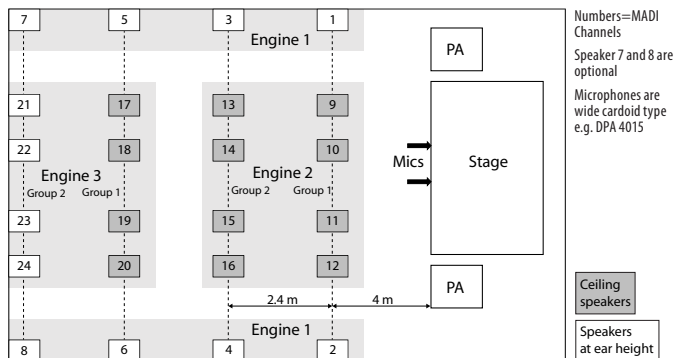 7 5 3 1
Engine 1
PA
Numbers=MADI
Channels
Speaker 7 and 8 are
optional
Microphones are
wide cardoid type
e.g. DPA 4015
21 17 13 9
22 18 14 10
Mics
Stage
Engine 3
Engine 2
Group 2 Group 1
Group 2 Group 1
23 19 15 11
24 20 16 12
PA
2.4 m 4 m
Ceiling
speakers
Engine 1
8 6 4 2
Speakers
at ear height